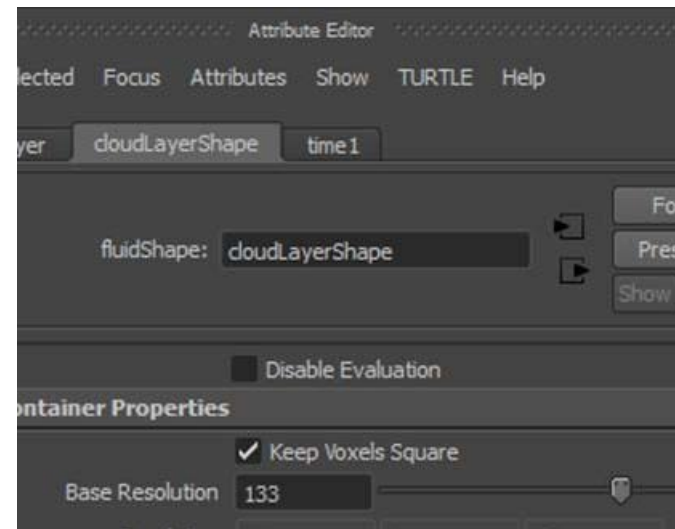 Attribute Editor
lected Focus Attributes Show TURTLE Help
yer cloudLayerShape time1
fluidShape: cloudLayerShape
Fo
Pres
Show
Disable Evaluation
ontainer Properties
Keep Voxels Square
Base Resolution 133